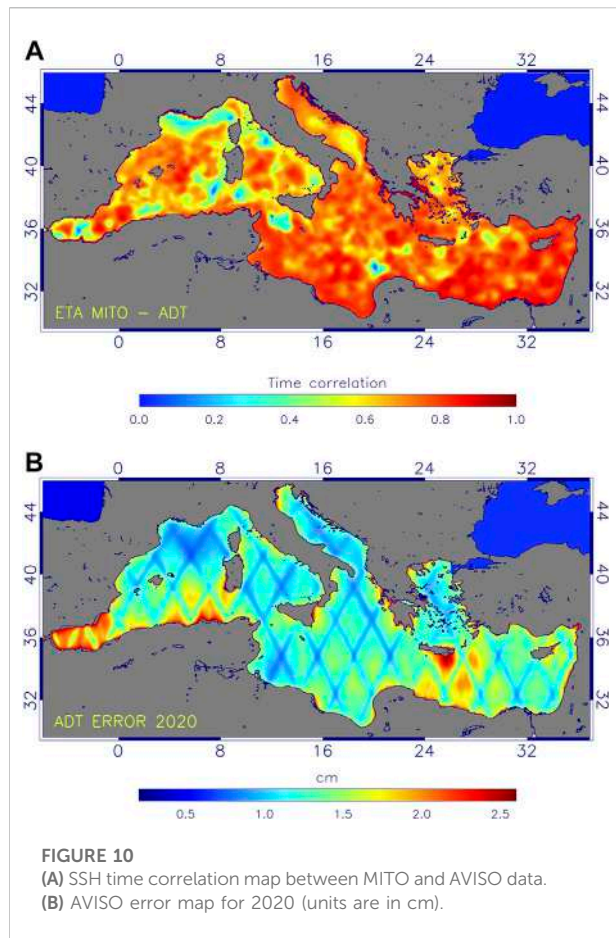 A
0 8 16 24 32
44 44
40 40
36 36
32 32
ETA MITO – ADT
0 8 16 24 32
Time correlation
0.0 0.2 0.4 0.6 0.8 1.0
B
0 8 16 24 32
44 44
40 40
36 36
32 32
ADT ERROR 2020
0 8 16 24 32
cm
0.5 1.0 1.5 2.0 2.5
FIGURE 10
(A) SSH time correlation map between MITO and AVISO data.
(B) AVISO error map for 2020 (units are in cm).